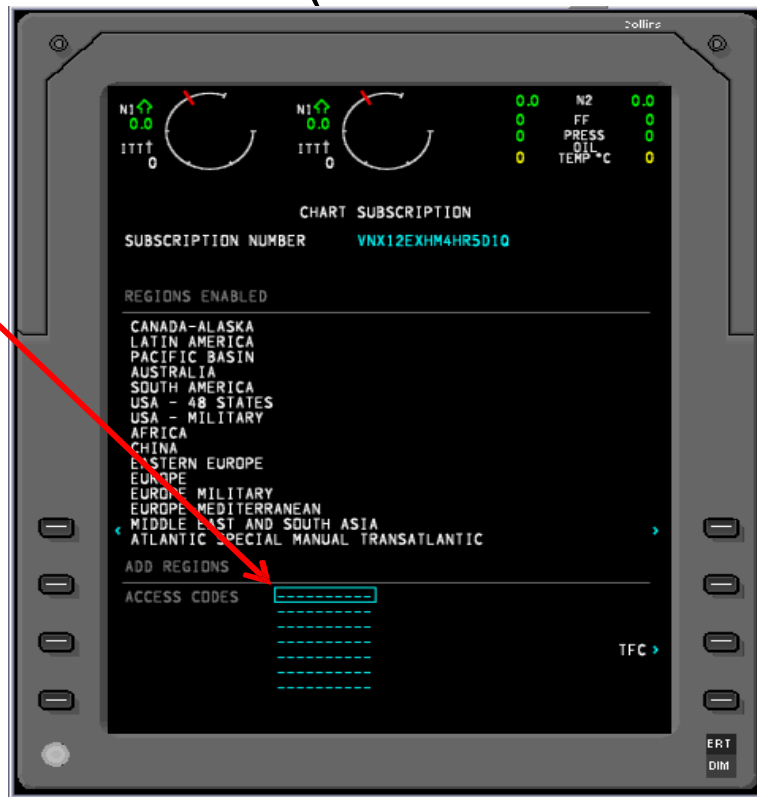 Collins
N1 N1 0.0 N2 0.0
0.0 0.0 0 FF 0
0 PRESS 0
ITT ITT OIL
0 0 0 TEMP °C 0
CHART SUBSCRIPTION
SUBSCRIPTION NUMBER VNX12EXHM4HR5D1Q
REGIONS ENABLED
CANADA-ALASKA
LATIN AMERICA
PACIFIC BASIN
AUSTRALIA
SOUTH AMERICA
USA - 48 STATES
USA - MILITARY
AFRICA
CHINA
EASTERN EUROPE
EUROPE
EUROPE MILITARY
EUROPE MEDITERRANEAN
MIDDLE EAST AND SOUTH ASIA
ATLANTIC SPECIAL MANUAL TRANSATLANTIC
ADD REGIONS
ACCESS CODES ----------
----------
----------
----------
----------
----------
----------
TFC >
ERT
DIM